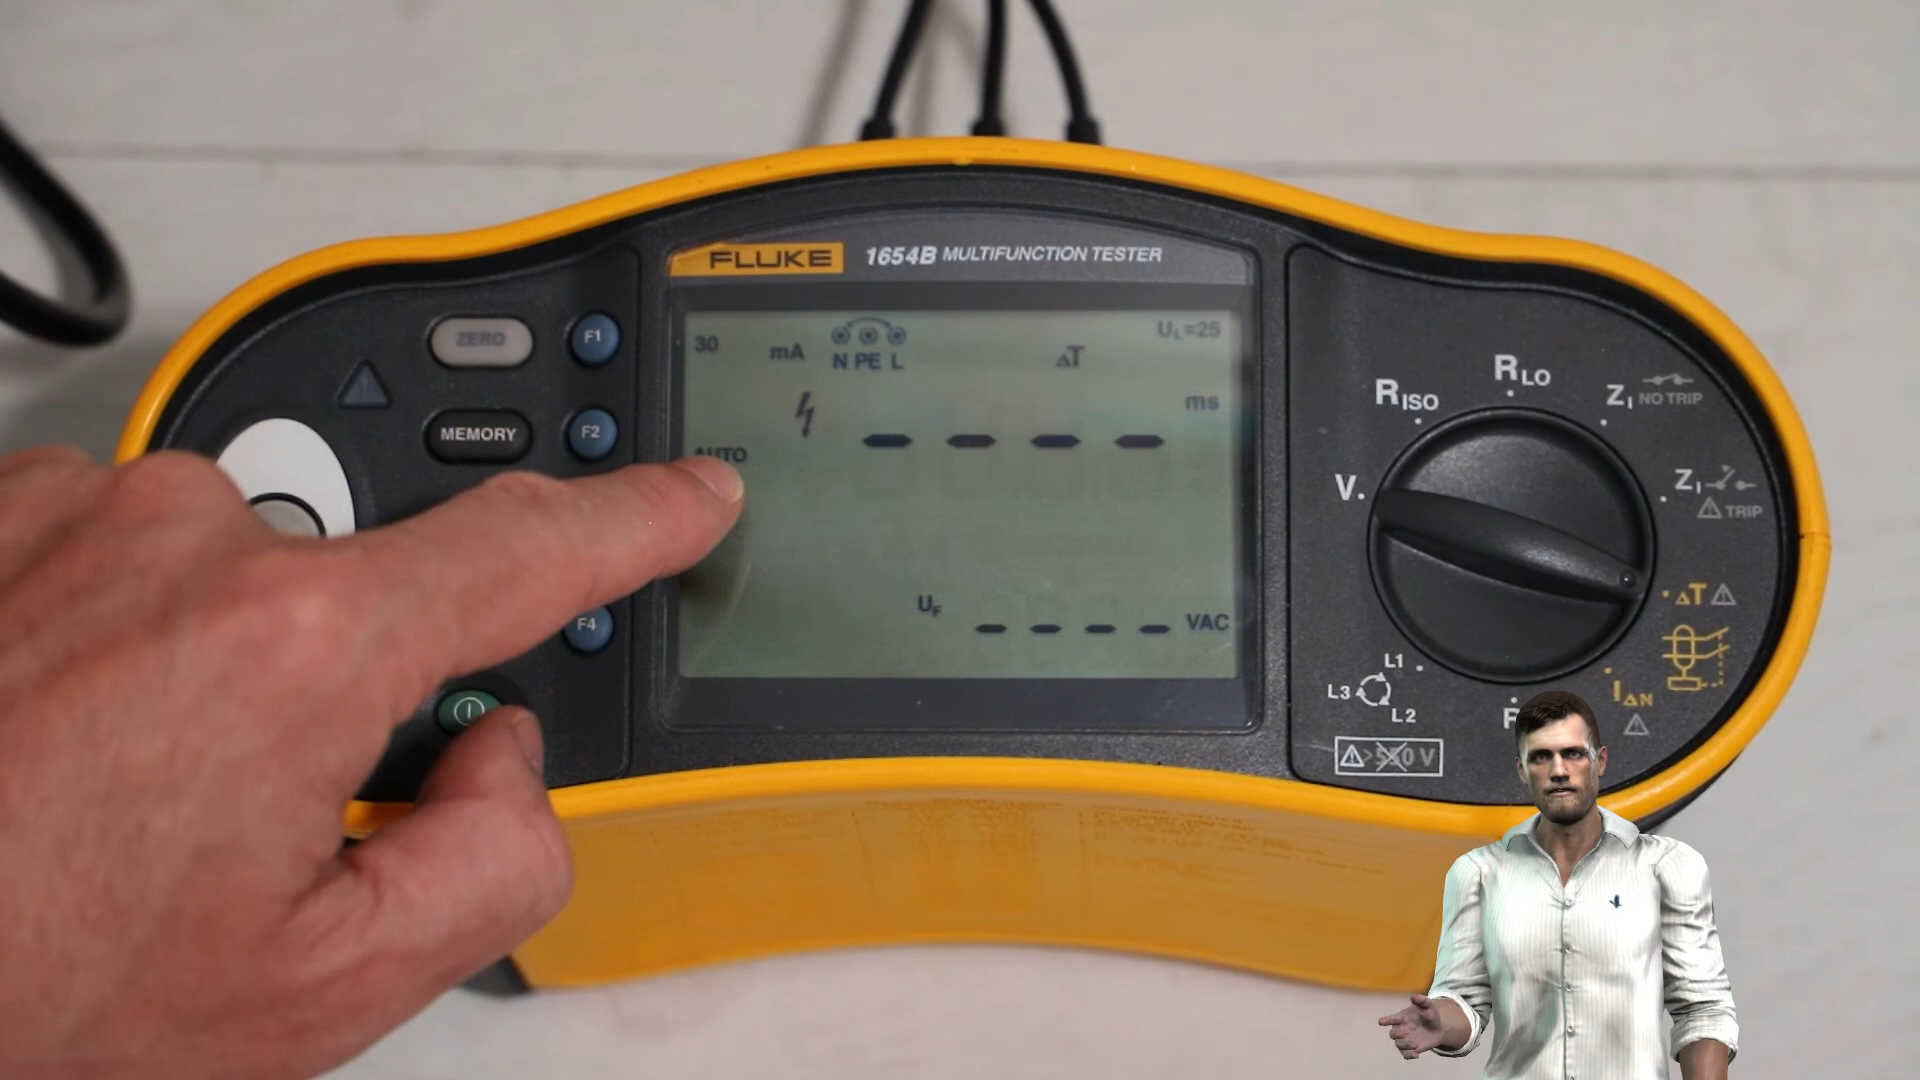 FLUKE 1654B MULTIFUNCTION TESTER
ZERO
F1
MEMORY
F2
F4
30 mA
N PE L
ΔT
UL=25
ms
AUTO
UF
VAC
RISO
RLO
ZI NO TRIP
V
ZI
TRIP
ΔT
IΔN
L1
L3
L2
>550 V